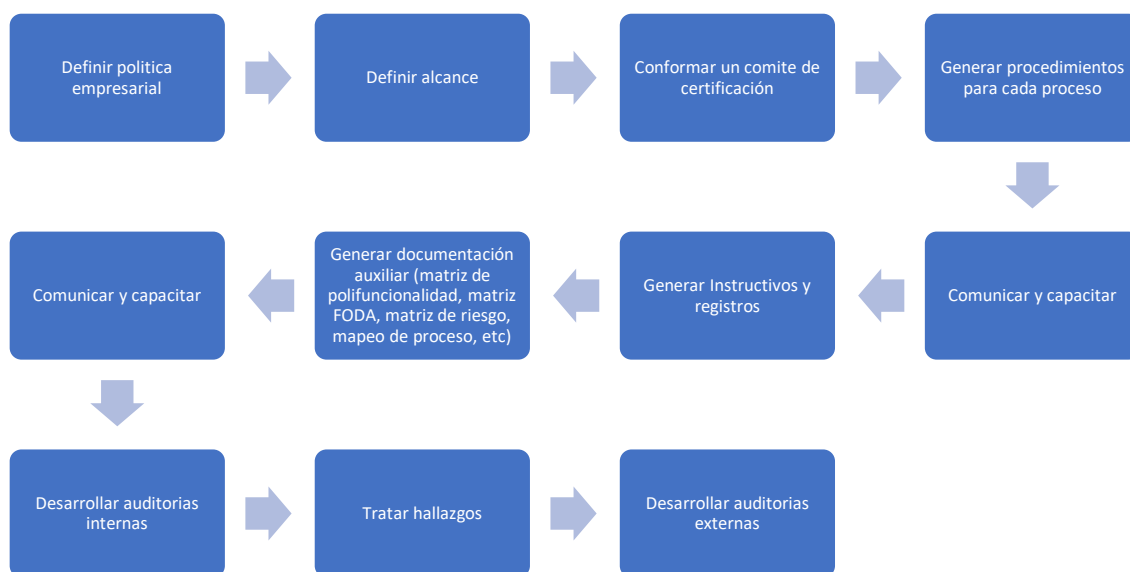 Definir politica
empresarial
Definir alcance
Conformar un comite de
certificación
Generar procedimientos
para cada proceso
Comunicar y capacitar
Generar Instructivos y
registros
Generar documentación
auxiliar (matriz de
polifuncionalidad, matriz
FODA, matriz de riesgo,
mapeo de proceso, etc)
Comunicar y capacitar
Desarrollar auditorias
internas
Tratar hallazgos
Desarrollar auditorias
externas